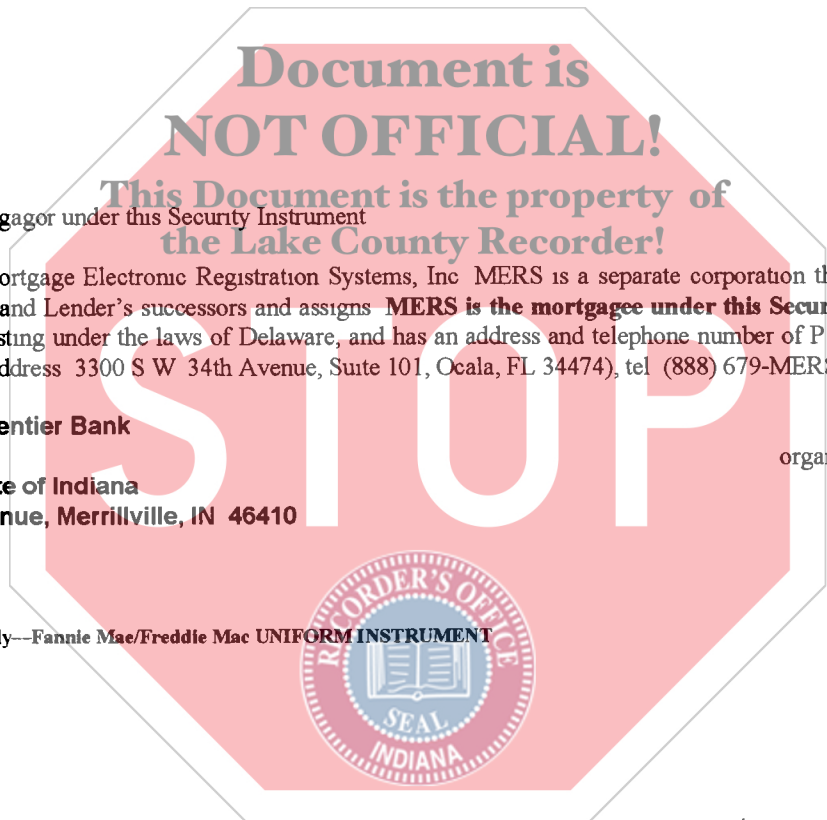 Document is
NOT OFFICIAL!
This Document is the property of
gagor under this Security Instrument
the Lake County Recorder!
ortgage Electronic Registration Systems, Inc MERS is a separate corporation th
and Lender's successors and assigns MERS is the mortgagee under this Secur
sting under the laws of Delaware, and has an address and telephone number of P
ddress 3300 S W 34th Avenue, Suite 101, Ocala, FL 34474), tel (888) 679-MERS
STOP
entier Bank
organ
te of Indiana
nue, Merrillville, IN 46410
ly---Fannie Mae/Freddie Mac UNIFORM INSTRUMENT
RECORDER'S OFFICE
SEAL
INDIANA